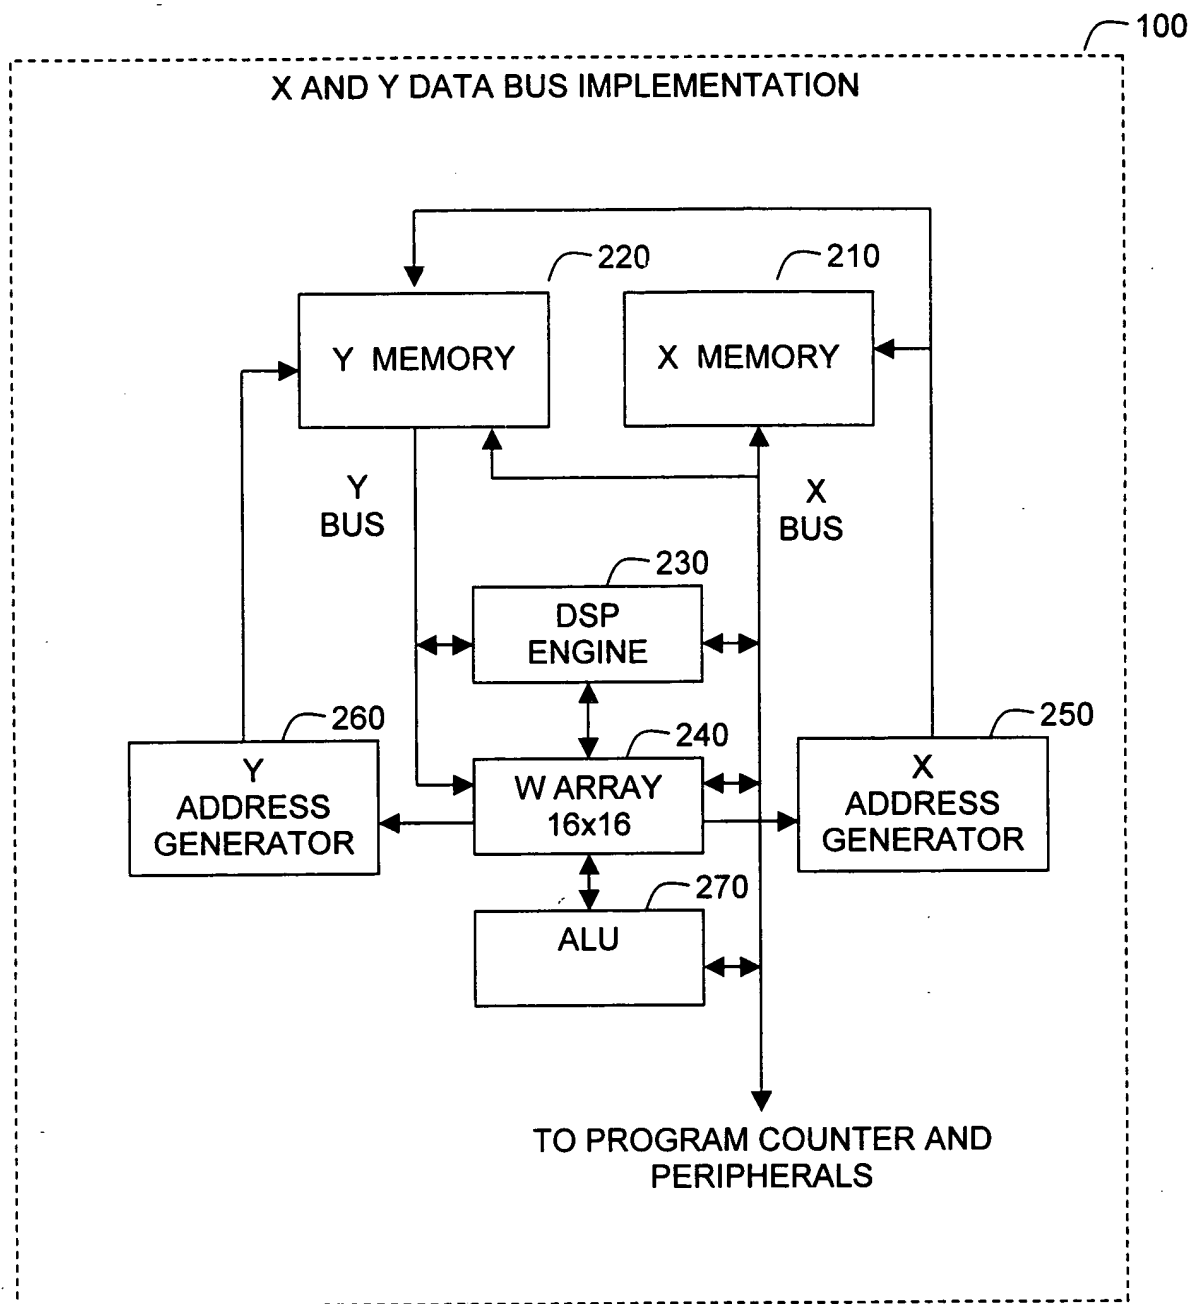 100
X AND Y DATA BUS IMPLEMENTATION
220
210
Y MEMORY
X MEMORY
Y
BUS
X
BUS
230
DSP
ENGINE
260
240
250
Y
ADDRESS
GENERATOR
W ARRAY
16x16
X
ADDRESS
GENERATOR
270
ALU
TO PROGRAM COUNTER AND
PERIPHERALS